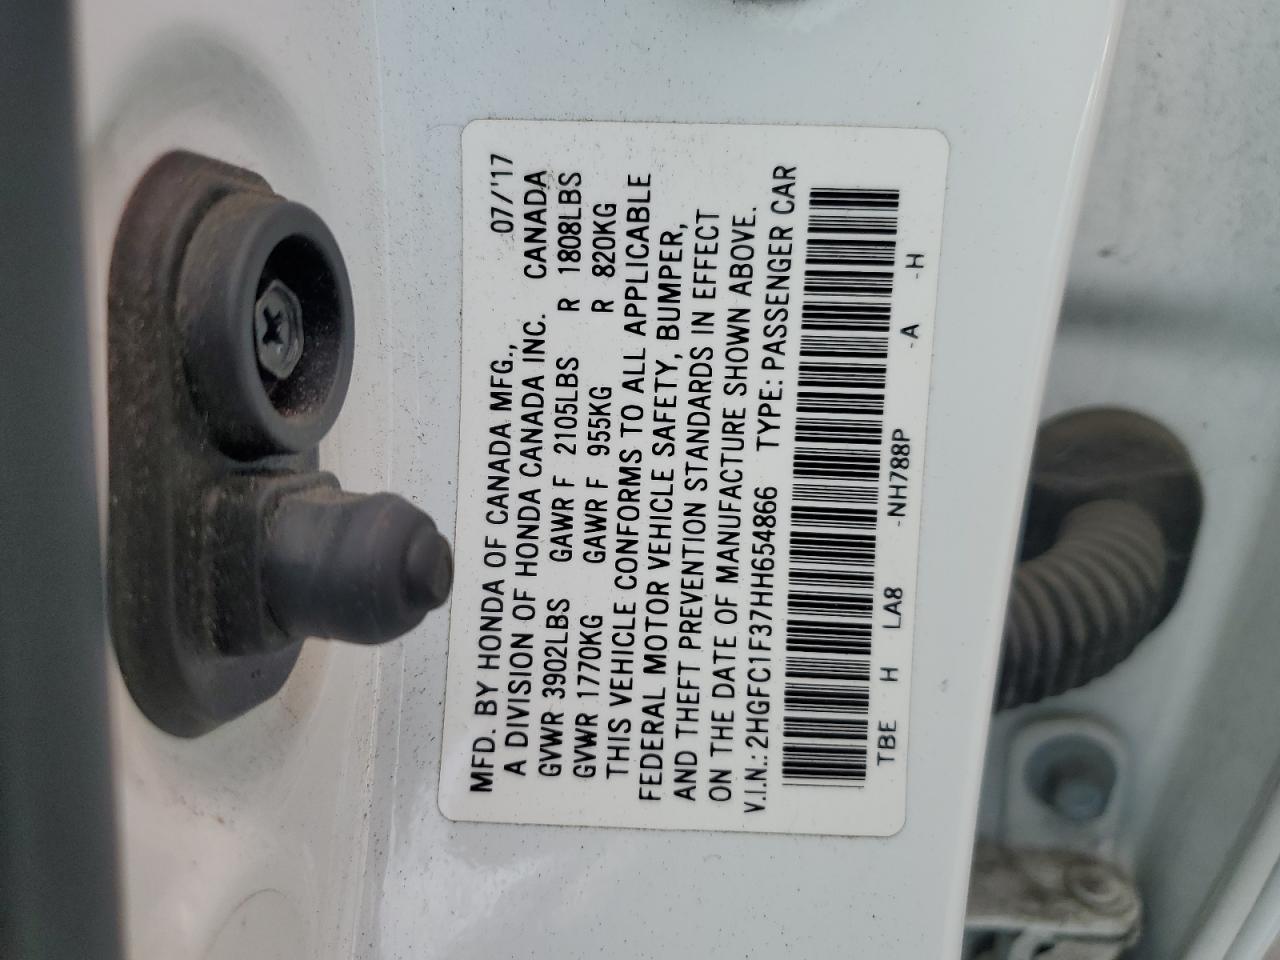 MFD. BY HONDA OF CANADA MFG., 07/'17
A DIVISION OF HONDA CANADA INC. CANADA
GVWR 3902LBS GAWR F 2105LBS R 1808LBS
GVWR 1770KG GAWR F 955KG R 820KG
THIS VEHICLE CONFORMS TO ALL APPLICABLE
FEDERAL MOTOR VEHICLE SAFETY, BUMPER,
AND THEFT PREVENTION STANDARDS IN EFFECT
ON THE DATE OF MANUFACTURE SHOWN ABOVE.
V.I.N.: 2HGFC1F37HH654866 TYPE: PASSENGER CAR
TBE H LA8 -NH788P -A -H